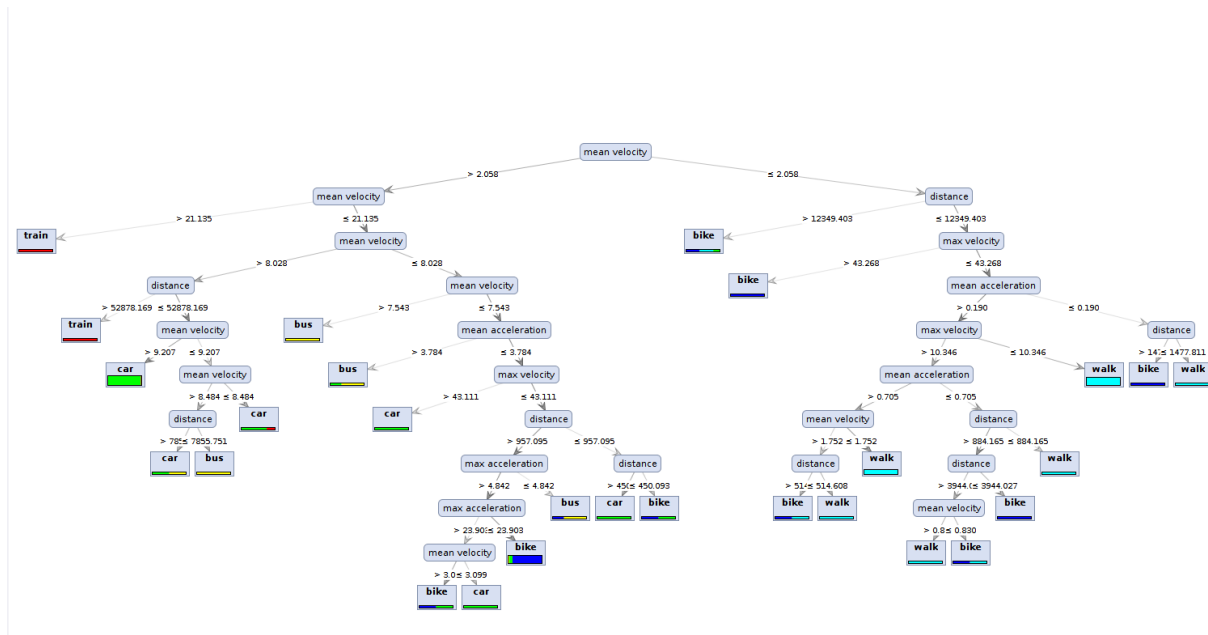 mean velocity
> 2.058 ≤ 2.058
mean velocity distance
> 21.135 ≤ 21.135 > 12349.403 ≤ 12349.403
train mean velocity bike max velocity
> 8.028 ≤ 8.028 > 43.268 ≤ 43.268
distance mean velocity bike mean acceleration
> 52878.169 ≤ 52878.169 > 7.543 ≤ 7.543 > 0.190 ≤ 0.190
train mean velocity bus mean acceleration max velocity distance
> 9.207 ≤ 9.207 > 3.784 ≤ 3.784 > 10.346 ≤ 10.346 ≤ 1477.811
car mean velocity bus max velocity mean acceleration walk bike walk
> 8.484 ≤ 8.484 > 43.111 ≤ 43.111 > 0.705 ≤ 0.705
distance car car distance mean velocity distance
≤ 7855.751 > 957.095 ≤ 957.095 > 1.752 ≤ 1.752 > 884.165 ≤ 884.165
car bus max acceleration distance distance walk distance walk
> 4.842 ≤ 4.842 ≤ 450.093 ≤ 514.608 ≤ 3944.027
max acceleration bus car bike bike walk mean velocity bike
≤ 23.903 ≤ 0.830
mean velocity bike walk bike
≤ 3.099
bike car